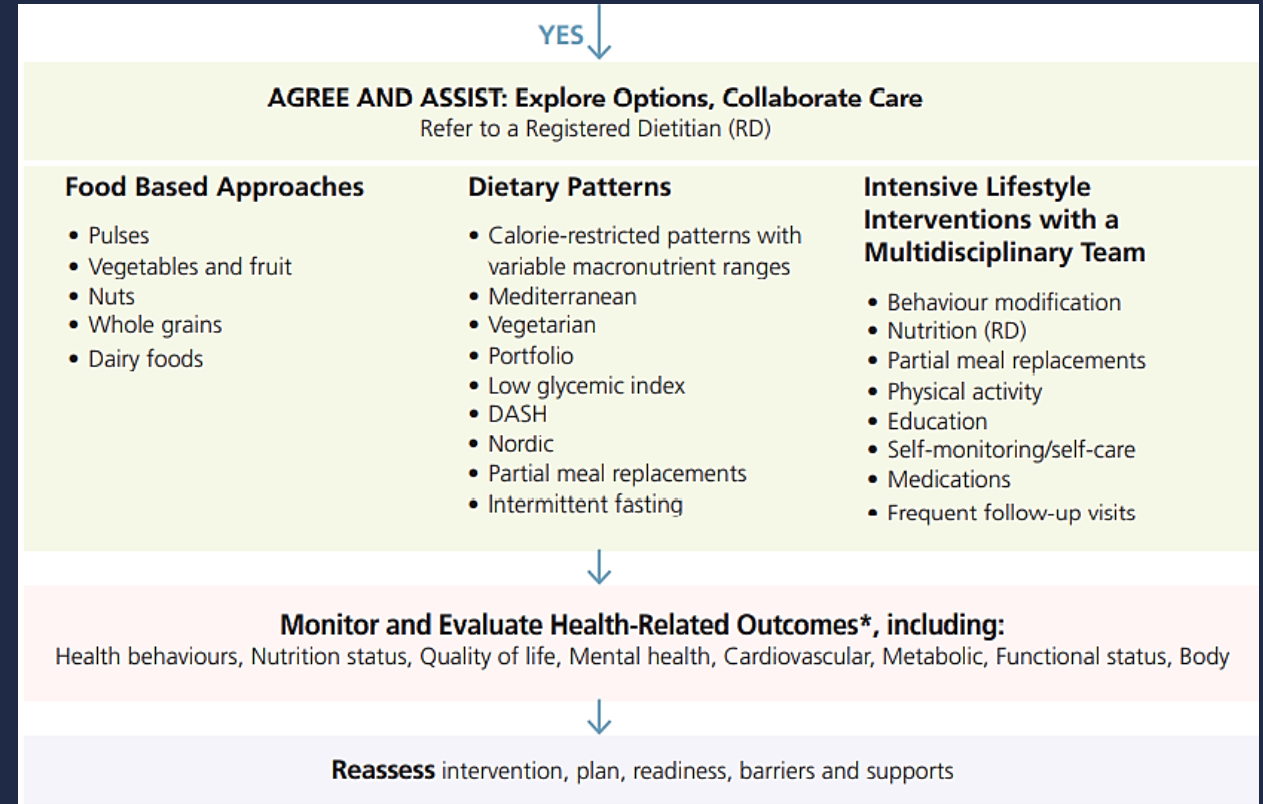 YES
AGREE AND ASSIST: Explore Options, Collaborate Care
Refer to a Registered Dietitian (RD)
Food Based Approaches
• Pulses
• Vegetables and fruit
• Nuts
• Whole grains
• Dairy foods
Dietary Patterns
• Calorie-restricted patterns with
variable macronutrient ranges
• Mediterranean
• Vegetarian
• Portfolio
• Low glycemic index
• DASH
• Nordic
• Partial meal replacements
• Intermittent fasting
Intensive Lifestyle
Interventions with a
Multidisciplinary Team
• Behaviour modification
• Nutrition (RD)
• Partial meal replacements
• Physical activity
• Education
• Self-monitoring/self-care
• Medications
• Frequent follow-up visits
Monitor and Evaluate Health-Related Outcomes*, including:
Health behaviours, Nutrition status, Quality of life, Mental health, Cardiovascular, Metabolic, Functional status, Body
Reassess intervention, plan, readiness, barriers and supports